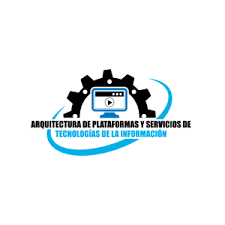 ARQUITECTURA DE PLATAFORMAS Y SERVICIOS DE
TECNOLOGÍAS DE LA INFORMACIÓN